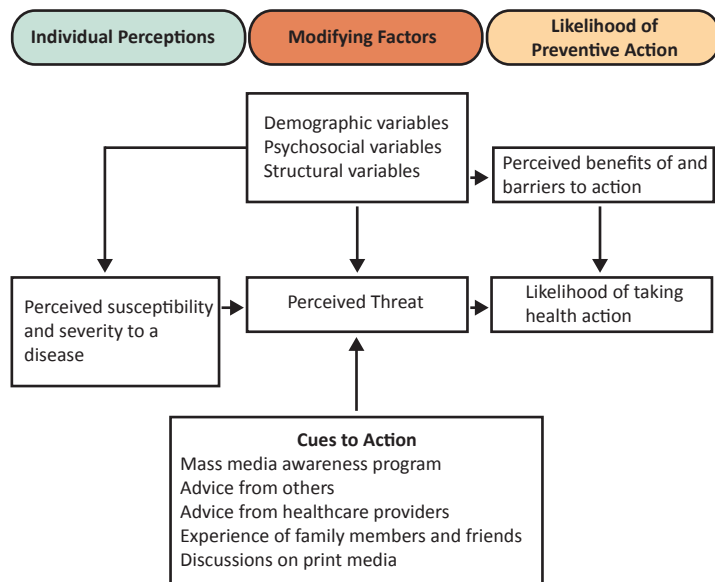 Individual Perceptions
Modifying Factors
Likelihood of
Preventive Action
Demographic variables
Psychosocial variables
Structural variables
Perceived benefits of and
barriers to action
Perceived susceptibility
and severity to a
disease
Perceived Threat
Likelihood of taking
health action
Cues to Action
Mass media awareness program
Advice from others
Advice from healthcare providers
Experience of family members and friends
Discussions on print media